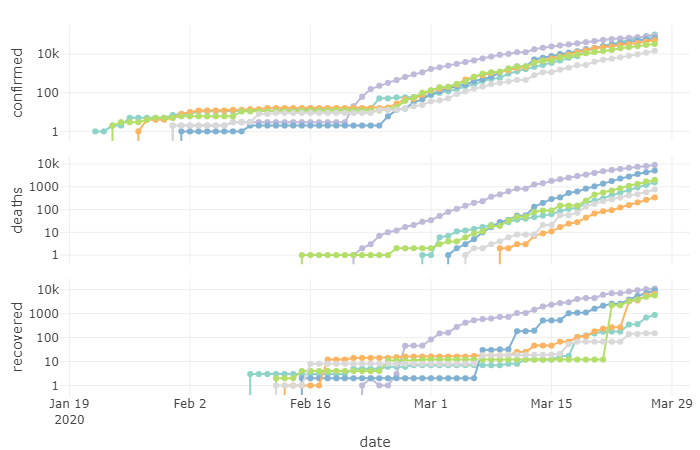 confirmed
10k
100
1
deaths
10k
1000
100
10
1
recovered
10k
1000
100
10
1
Jan 19
2020
Feb 2
Feb 16
Mar 1
Mar 15
Mar 29
date